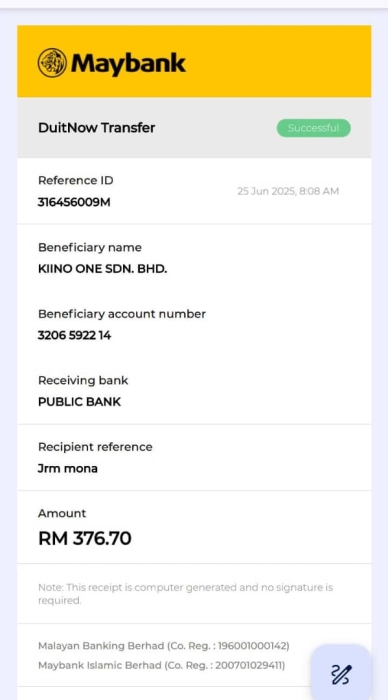 Maybank
DuitNow Transfer
Successful
Reference ID
25 Jun 2025, 8:08 AM
316456009M
Beneficiary name
KIINO ONE SDN. BHD.
Beneficiary account number
3206 5922 14
Receiving bank
PUBLIC BANK
Recipient reference
Jrm mona
Amount
RM 376.70
Note: This receipt is computer generated and no signature is
required.
Malayan Banking Berhad (Co. Reg. : 196001000142)
Maybank Islamic Berhad (Co. Reg. : 200701029411)